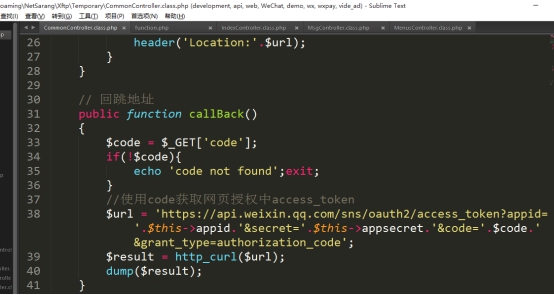 oaming\NetSarang\Xftp\Temporary\CommonController.class.php (development, api, web, WeChat, demo, wx, wxpay, vide_ad) - Sublime Text
查找(I) 查看(V) 转到(G) 工具(T) 项目(P) 首选项(N) 帮助(H)
CommonController.class.php × function.php × IndexController.class.php × MsgController.class.php × MenusController.class.php ×
26 header('Location:'.$url);
27 }
28 }
29
30 // 回跳地址
31 public function callBack()
32 {
33 $code = $_GET['code'];
34 if(!$code){
35 echo 'code not found';exit;
36 }
37 //使用code获取网页授权中access_token
38 $url = 'https://api.weixin.qq.com/sns/oauth2/access_token?appid=
'.$this->appid.'&secret='.$this->appsecret.'&code='.$code.'
&grant_type=authorization_code';
39 $result = http_curl($url);
40 dump($result);
41 }